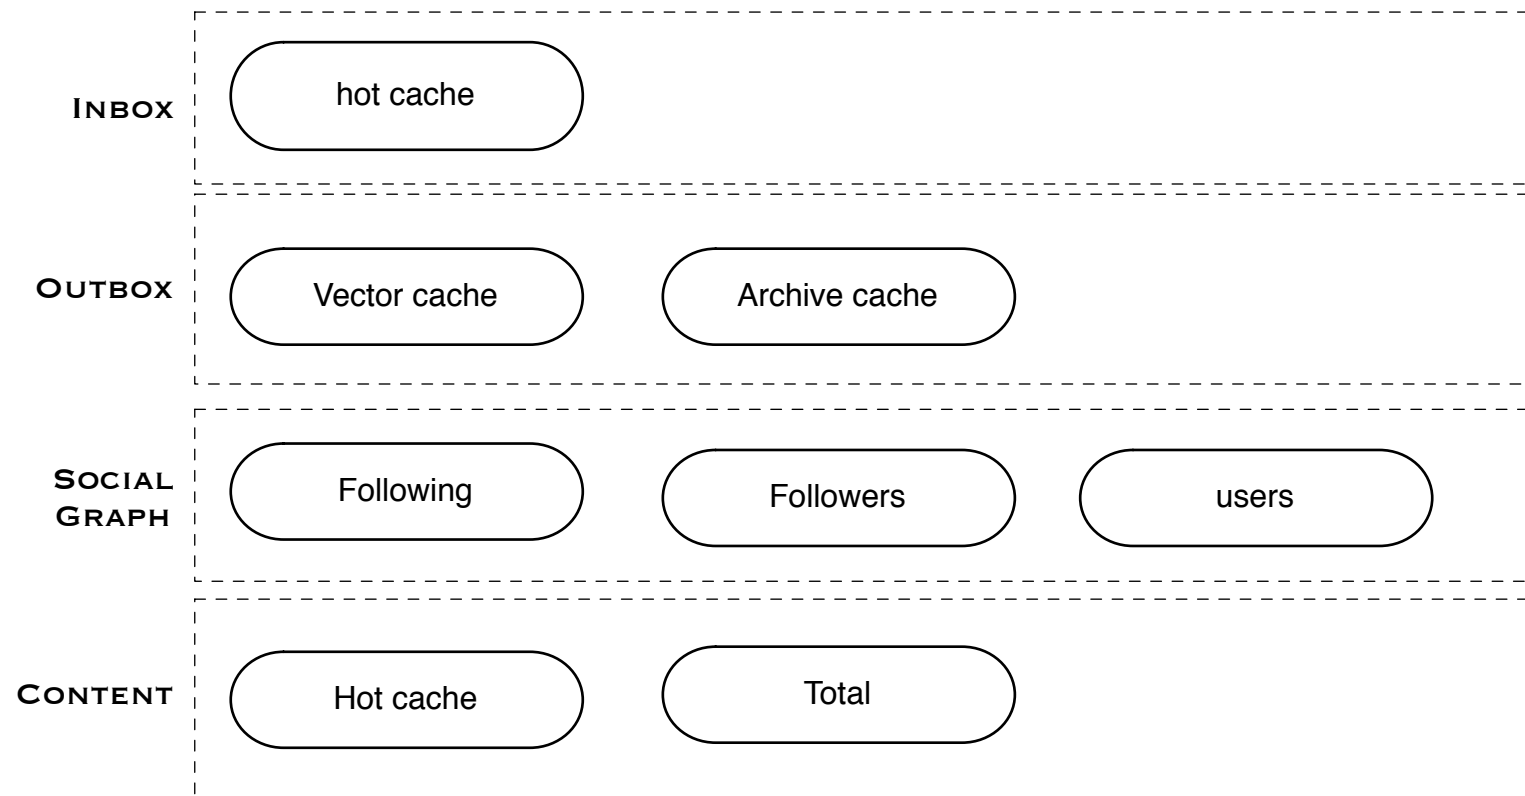 INBOX
hot cache
OUTBOX
Vector cache
Archive cache
SOCIAL
GRAPH
Following
Followers
users
CONTENT
Hot cache
Total